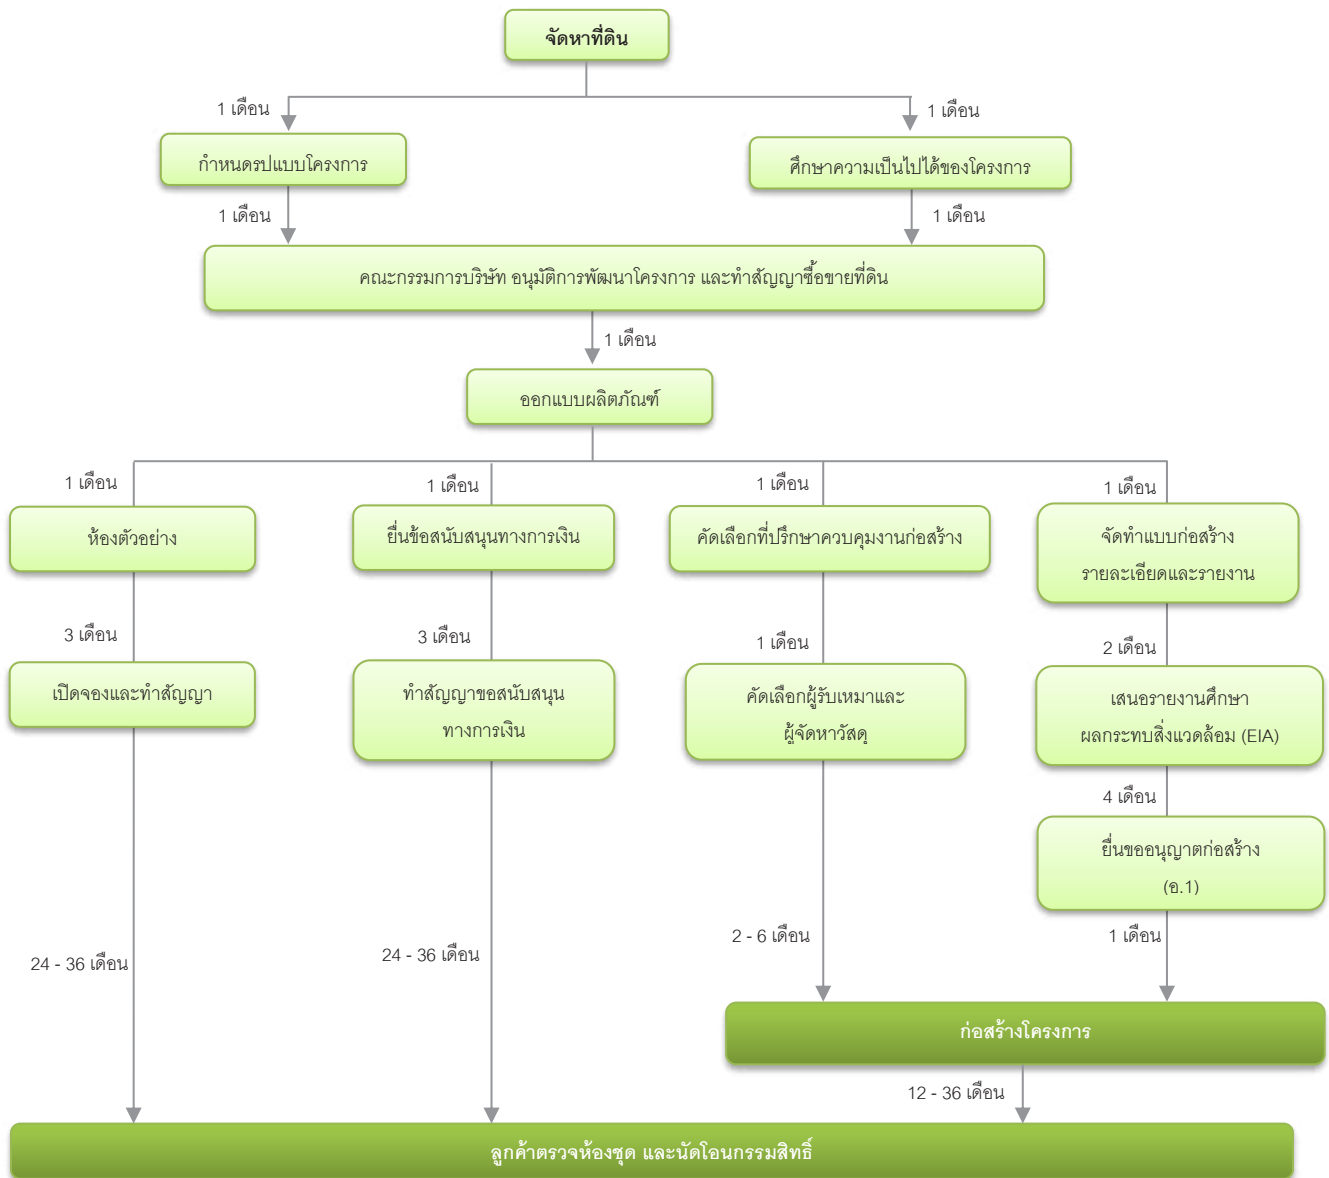 จัดหาที่ดิน
1 เดือน
1 เดือน
กำหนดรูปแบบโครงการ
ศึกษาความเป็นไปได้ของโครงการ
1 เดือน
1 เดือน
คณะกรรมการบริษัท อนุมัติการพัฒนาโครงการ และทำสัญญาซื้อขายที่ดิน
1 เดือน
ออกแบบผลิตภัณฑ์
1 เดือน
1 เดือน
1 เดือน
1 เดือน
ห้องตัวอย่าง
ยื่นข้อสนับสนุนทางการเงิน
คัดเลือกที่ปรึกษาควบคุมงานก่อสร้าง
จัดทำแบบก่อสร้าง
รายละเอียดและรายงาน
3 เดือน
3 เดือน
1 เดือน
2 เดือน
เปิดจองและทำสัญญา
ทำสัญญาขอสนับสนุน
ทางการเงิน
คัดเลือกผู้รับเหมาและ
ผู้จัดหาวัสดุ
เสนอรายงานศึกษา
ผลกระทบสิ่งแวดล้อม (EIA)
4 เดือน
ยื่นขออนุญาตก่อสร้าง
(อ.1)
24 - 36 เดือน
24 - 36 เดือน
2 - 6 เดือน
1 เดือน
ก่อสร้างโครงการ
12 - 36 เดือน
ลูกค้าตรวจห้องชุด และนัดโอนกรรมสิทธิ์